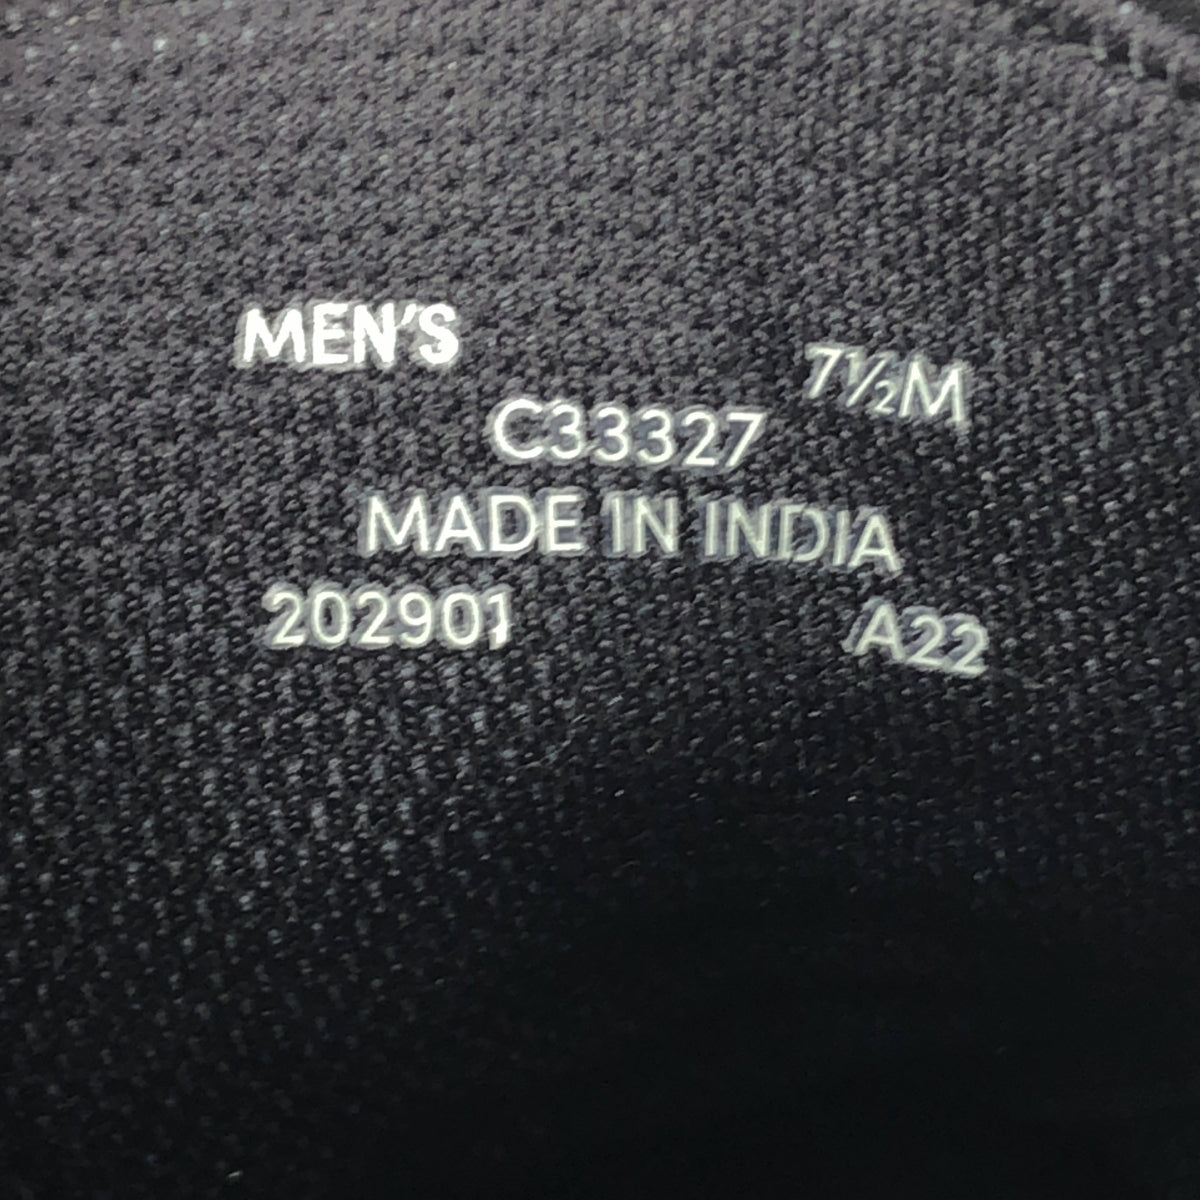 MEN'S 7½M
C33327
MADE IN INDIA
202901 A22